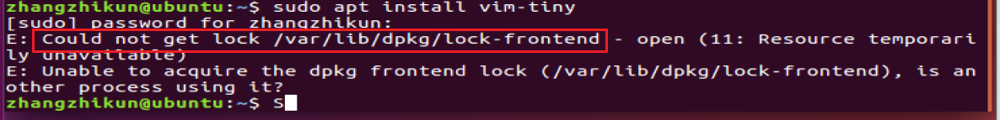 zhangzhikun@ubuntu:~$ sudo apt install vim-tiny
[sudo] password for zhangzhikun:
E: Could not get lock /var/lib/dpkg/lock-frontend - open (11: Resource temporari
ly unavailable)
E: Unable to acquire the dpkg frontend lock (/var/lib/dpkg/lock-frontend), is an
other process using it?
zhangzhikun@ubuntu:~$ S